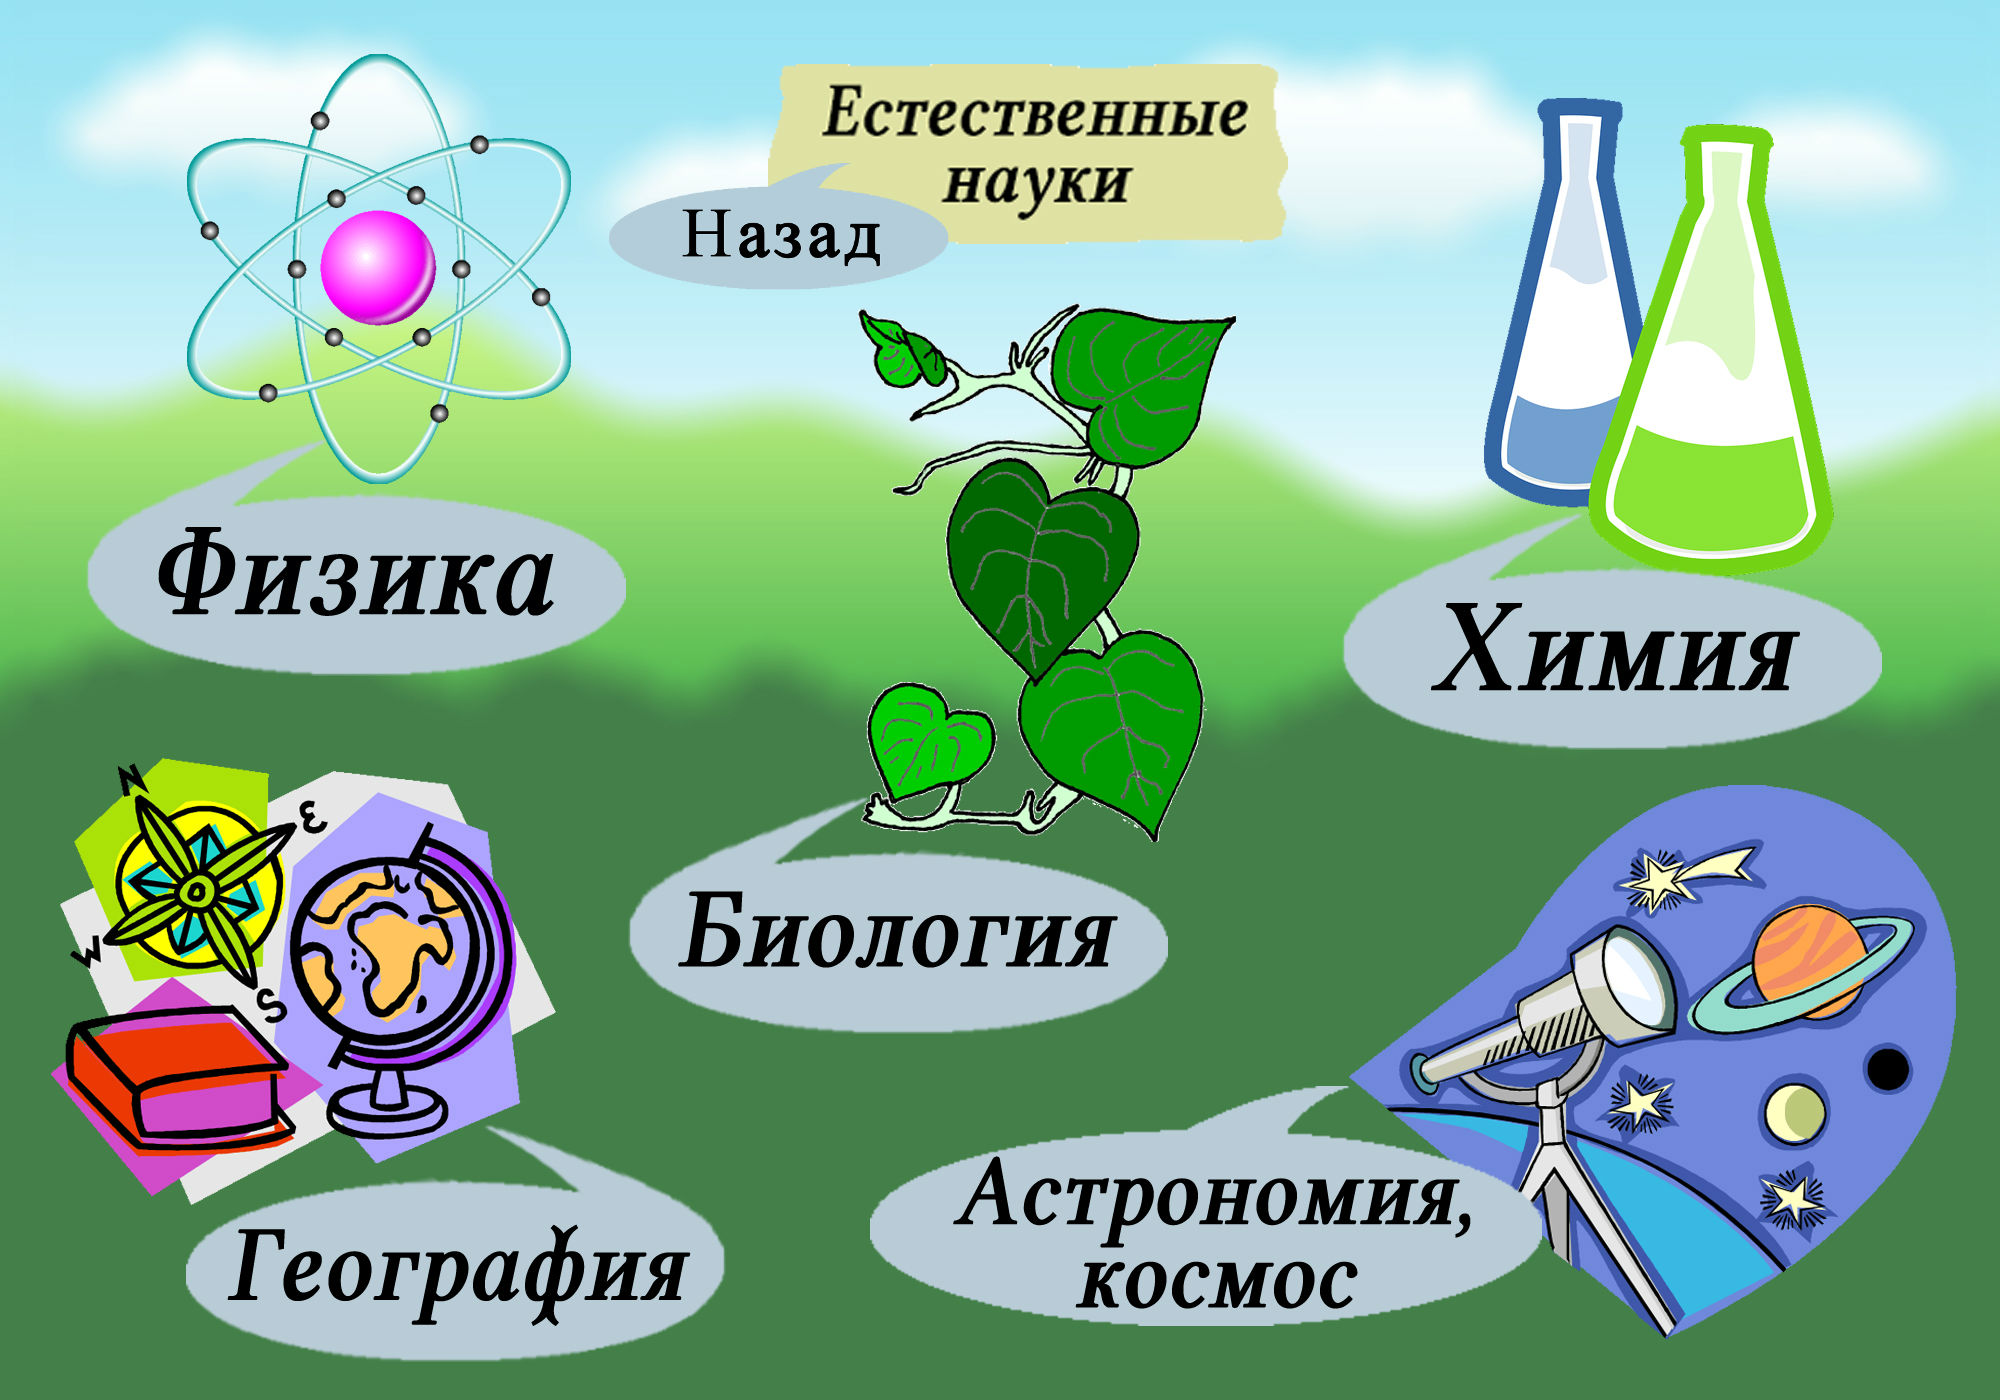 Естественные
науки
Назад
Физика
Химия
N
E
W
S
Биология
География
Астрономия,
космос